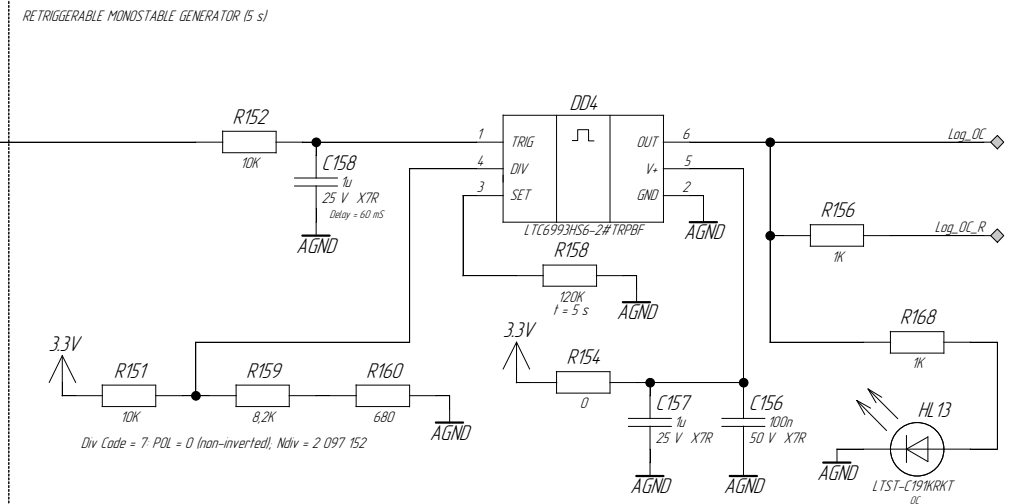 RETRIGGERABLE MONOSTABLE GENERATOR (5 s)
DD4
R152
10K
C158
1u
25 V X7R
Delay = 60 mS
AGND
1 TRIG
4 DIV
3 SET
OUT 6
V+ 5
GND 2
LTC6993HS6-2#TRPBF
AGND
Log_OC
R156
1K
Log_OC_R
R158
120K
t = 5 s
AGND
R168
1K
3.3V
R151
10K
R159
8,2K
R160
680
AGND
Div Code = 7: POL = 0 (non-inverted); Ndiv = 2 097 152
3.3V
R154
0
C157
1u
25 V X7R
AGND
C156
100n
50 V X7R
AGND
HL13
AGND
LTST-C191KRKT
OC